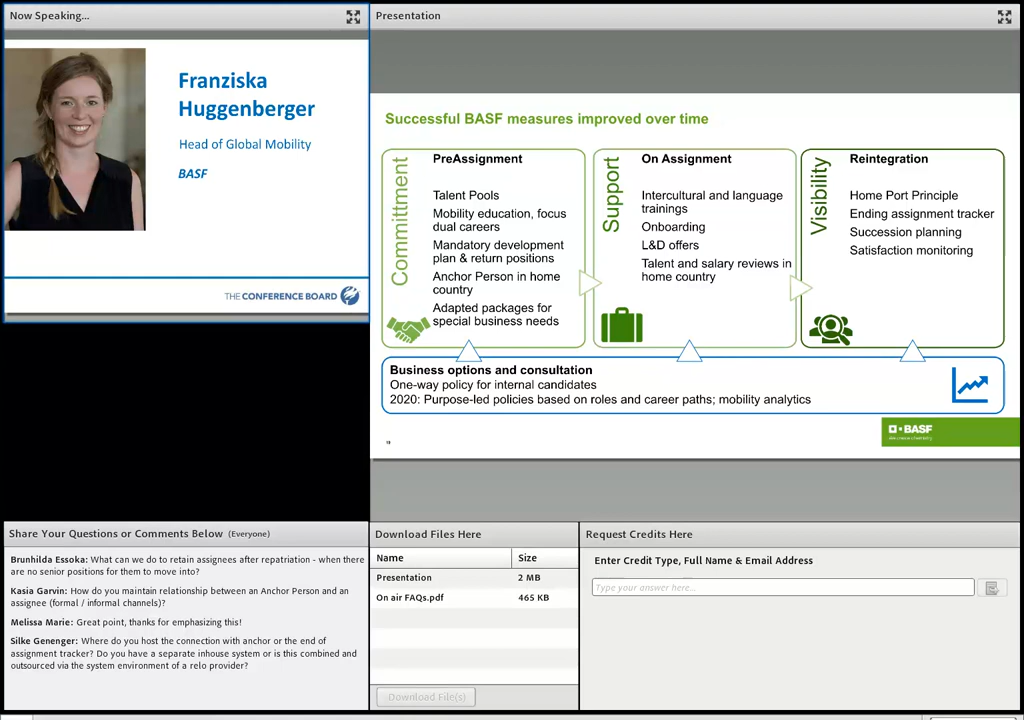 Now Speaking...
Franziska
Huggenberger
Head of Global Mobility
BASF
THE CONFERENCE BOARD
Presentation
Successful BASF measures improved over time
Committment
PreAssignment
Talent Pools
Mobility education, focus
dual careers
Mandatory development
plan & return positions
Anchor Person in home
country
Adapted packages for
special business needs
Support
On Assignment
Intercultural and language
trainings
Onboarding
L&D offers
Talent and salary reviews in
home country
Visibility
Reintegration
Home Port Principle
Ending assignment tracker
Succession planning
Satisfaction monitoring
Business options and consultation
One-way policy for internal candidates
2020: Purpose-led policies based on roles and career paths; mobility analytics
BASF
We create chemistry
Share Your Questions or Comments Below (Everyone)
Brunhilda Essoka: What can we do to retain assignees after repatriation - when there
are no senior positions for them to move into?
Kasia Garvin: How do you maintain relationship between an Anchor Person and an
assignee (formal / informal channels)?
Melissa Marie: Great point, thanks for emphasizing this!
Silke Genenger: Where do you host the connection with anchor or the end of
assignment tracker? Do you have a separate inhouse system or is this combined and
outsourced via the system environment of a relo provider?
Download Files Here
Name Size
Presentation 2 MB
On air FAQs.pdf 465 KB
Download File(s)
Request Credits Here
Enter Credit Type, Full Name & Email Address
Type your answer here...